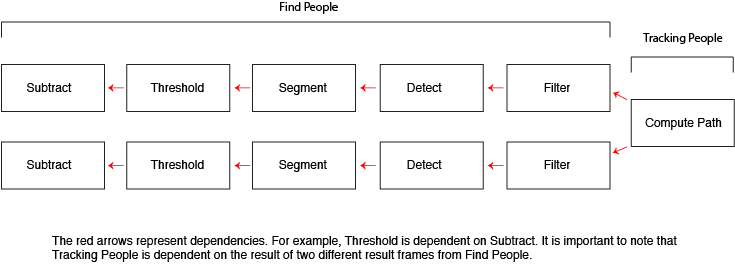 Find People
Tracking People
Subtract
Threshold
Segment
Detect
Filter
Compute Path
Subtract
Threshold
Segment
Detect
Filter
The red arrows represent dependencies. For example, Threshold is dependent on Subtract. It is important to note that
Tracking People is dependent on the result of two different result frames from Find People.